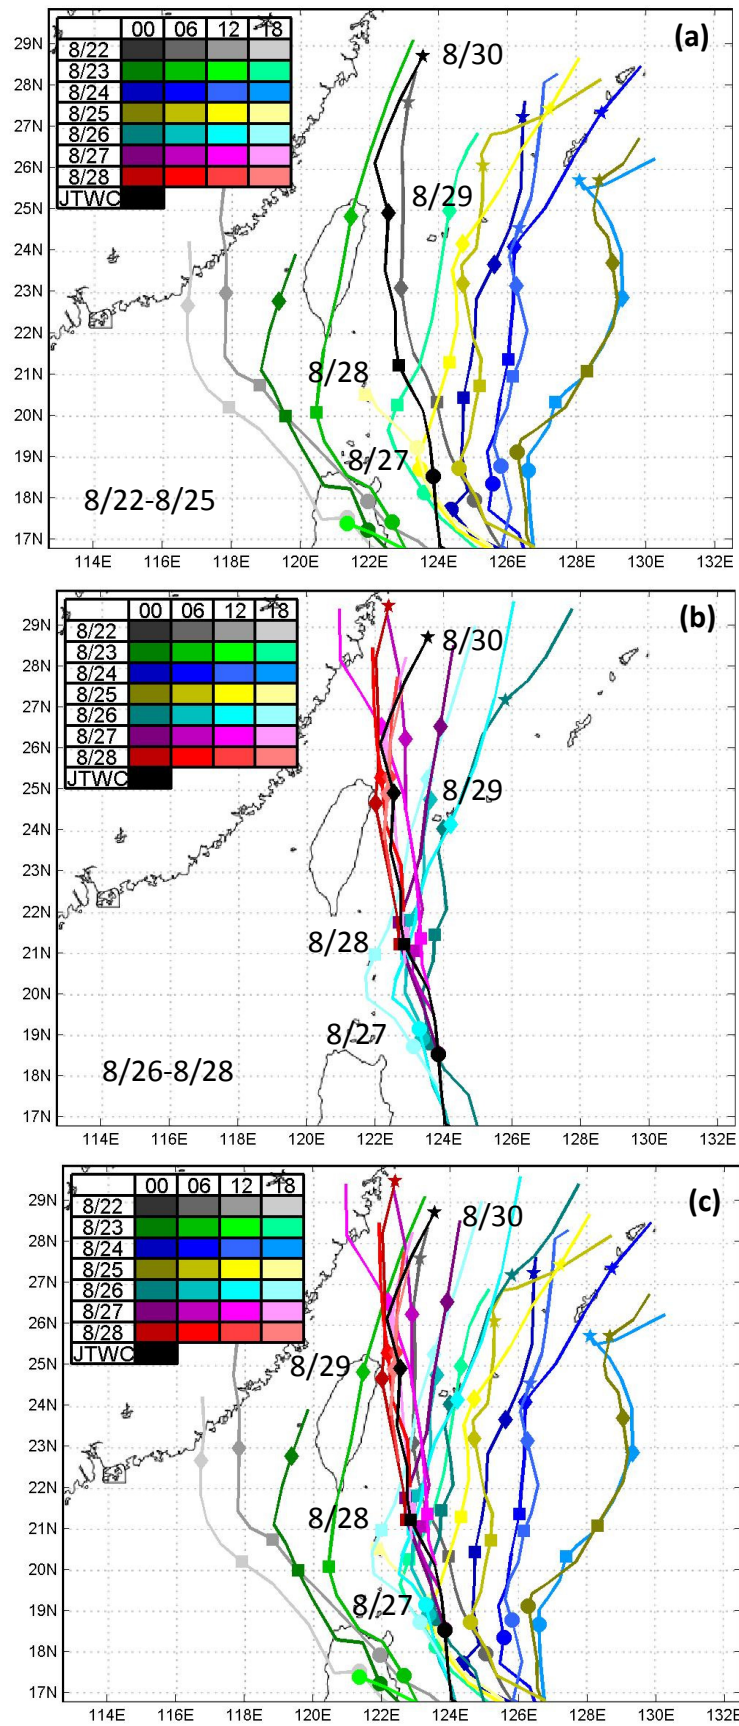 00 06 12 18
8/22
8/23
8/24
8/25
8/26
8/27
8/28
JTWC
(a)
8/30
8/29
8/28
8/27
8/22-8/25
29N
28N
27N
26N
25N
24N
23N
22N
21N
20N
19N
18N
17N
114E 116E 118E 120E 122E 124E 126E 128E 130E 132E
00 06 12 18
8/22
8/23
8/24
8/25
8/26
8/27
8/28
JTWC
(b)
8/30
8/29
8/28
8/27
8/26-8/28
29N
28N
27N
26N
25N
24N
23N
22N
21N
20N
19N
18N
17N
114E 116E 118E 120E 122E 124E 126E 128E 130E 132E
00 06 12 18
8/22
8/23
8/24
8/25
8/26
8/27
8/28
JTWC
(c)
8/30
8/29
8/28
8/27
29N
28N
27N
26N
25N
24N
23N
22N
21N
20N
19N
18N
17N
114E 116E 118E 120E 122E 124E 126E 128E 130E 132E